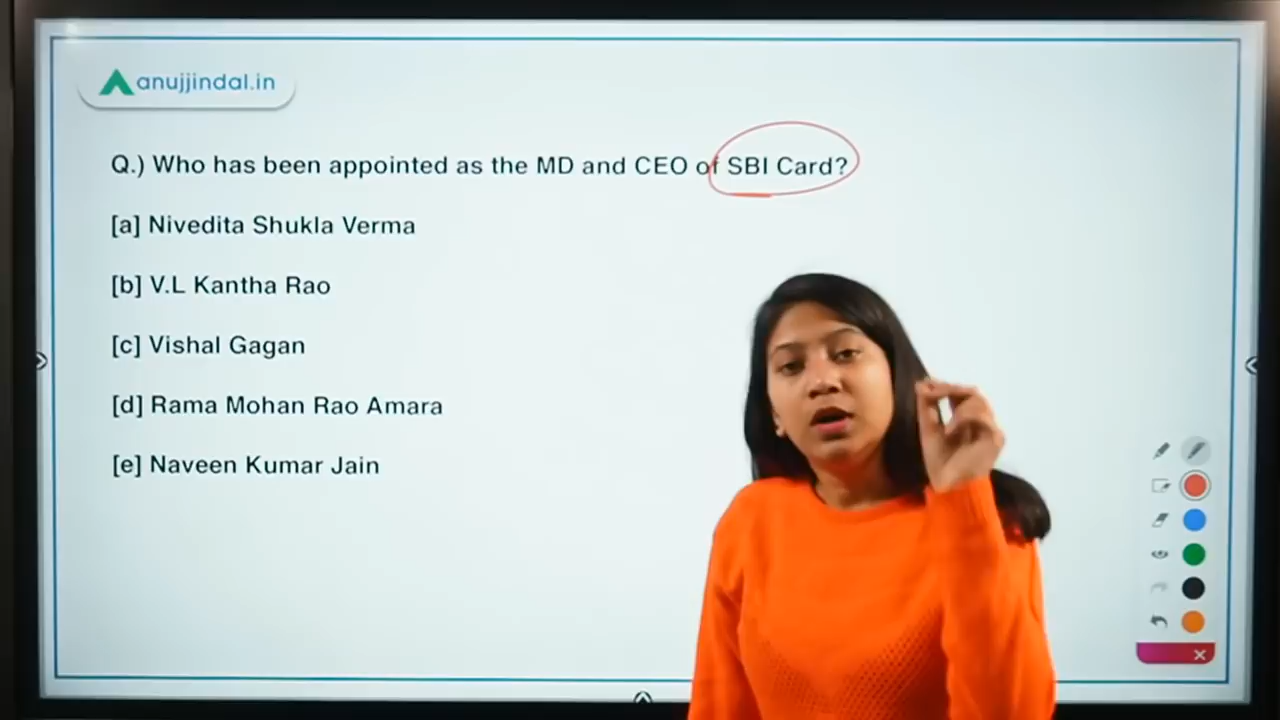 anujjindal.in
Q.) Who has been appointed as the MD and CEO of SBI Card?
[a] Nivedita Shukla Verma
[b] V.L Kantha Rao
[c] Vishal Gagan
[d] Rama Mohan Rao Amara
[e] Naveen Kumar Jain